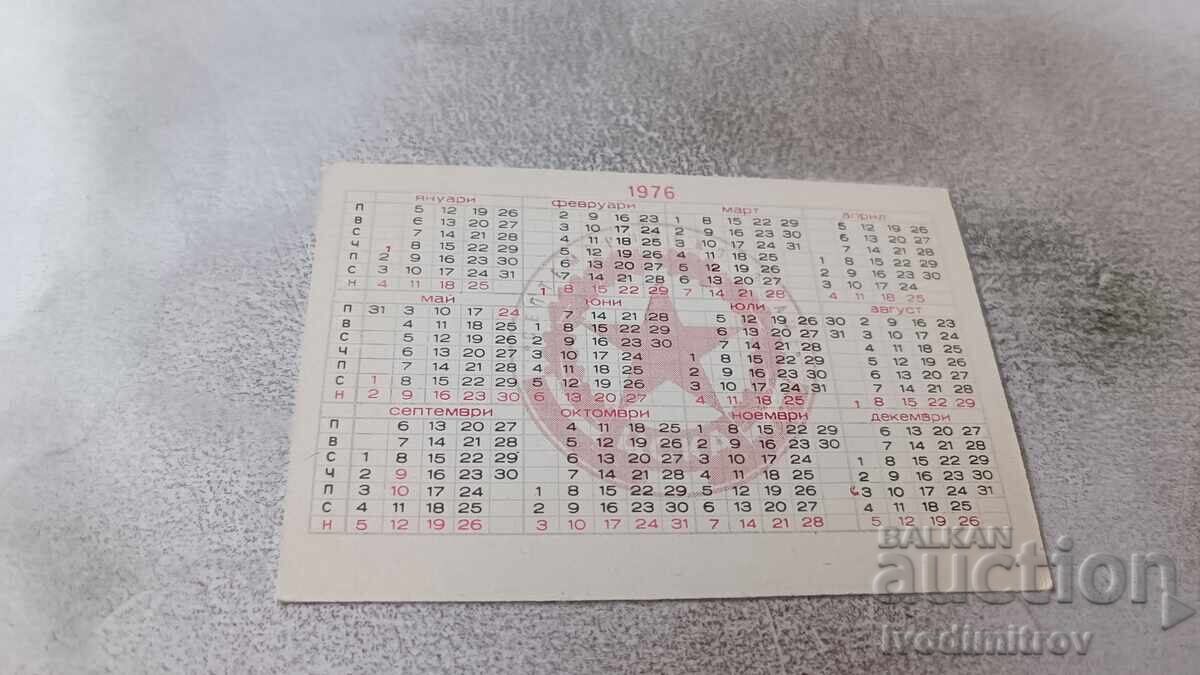 1976
януари февруари март април
П 5 12 19 26 2 9 16 23 1 8 15 22 29 5 12 19 26
В 6 13 20 27 3 10 17 24 2 9 16 23 30 6 13 20 27
С 7 14 21 28 4 11 18 25 3 10 17 24 31 7 14 21 28
Ч 1 8 15 22 29 5 12 19 26 4 11 18 25 1 8 15 22 29
П 2 9 16 23 30 6 13 20 27 5 12 19 26 2 9 16 23 30
С 3 10 17 24 31 7 14 21 28 6 13 20 27 3 10 17 24
Н 4 11 18 25 1 8 15 22 29 7 14 21 28 4 11 18 25
май юни юли август
П 31 3 10 17 24 7 14 21 28 5 12 19 26 2 9 16 23 30
В 4 11 18 25 1 8 15 22 29 6 13 20 27 3 10 17 24 31
С 5 12 19 26 2 9 16 23 30 7 14 21 28 4 11 18 25
Ч 6 13 20 27 3 10 17 24 1 8 15 22 29 5 12 19 26
П 7 14 21 28 4 11 18 25 2 9 16 23 30 6 13 20 27
С 1 8 15 22 29 5 12 19 26 3 10 17 24 31 7 14 21 28
Н 2 9 16 23 30 6 13 20 27 4 11 18 25 1 8 15 22 29
септември октомври ноември декември
П 6 13 20 27 4 11 18 25 1 8 15 22 29 6 13 20 27
В 7 14 21 28 5 12 19 26 2 9 16 23 30 7 14 21 28
С 1 8 15 22 29 6 13 20 27 3 10 17 24 1 8 15 22 29
Ч 2 9 16 23 30 7 14 21 28 4 11 18 25 2 9 16 23 30
П 3 10 17 24 1 8 15 22 29 5 12 19 26 3 10 17 24 31
С 4 11 18 25 2 9 16 23 30 6 13 20 27 4 11 18 25
Н 5 12 19 26 3 10 17 24 31 7 14 21 28 5 12 19 26
BALKAN
auction
Ivodimitrov